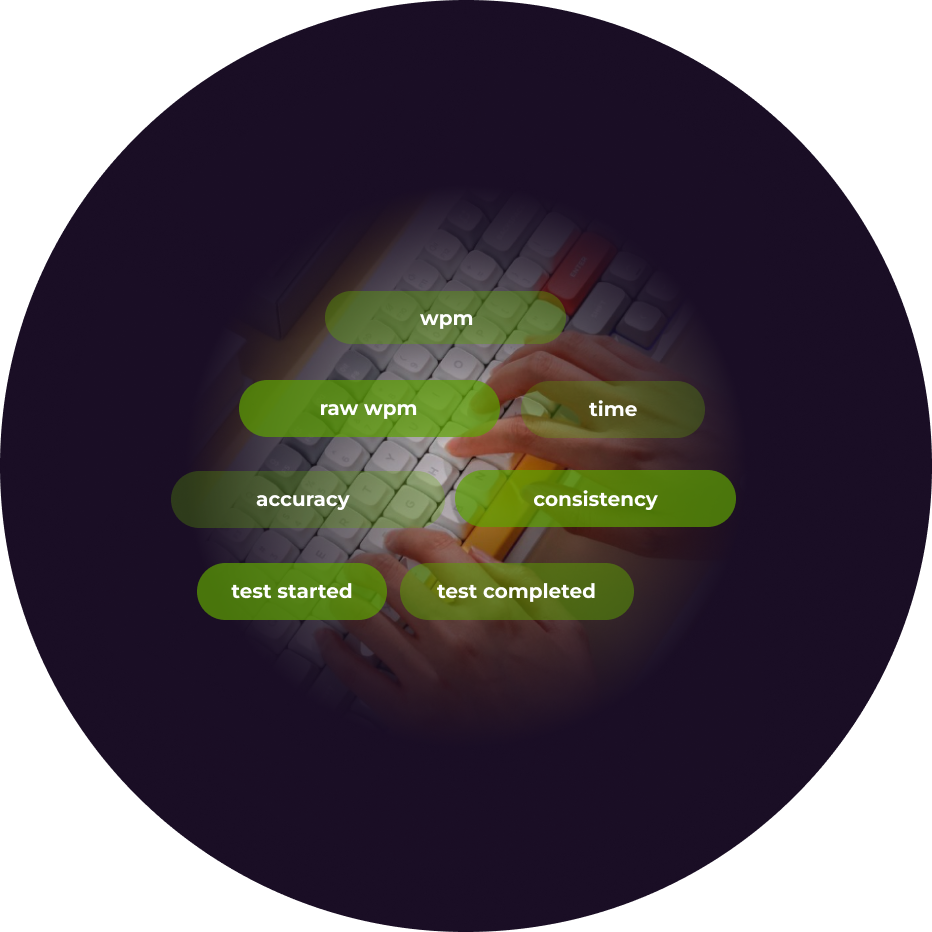 wpm
raw wpm
time
accuracy
consistency
test started
test completed